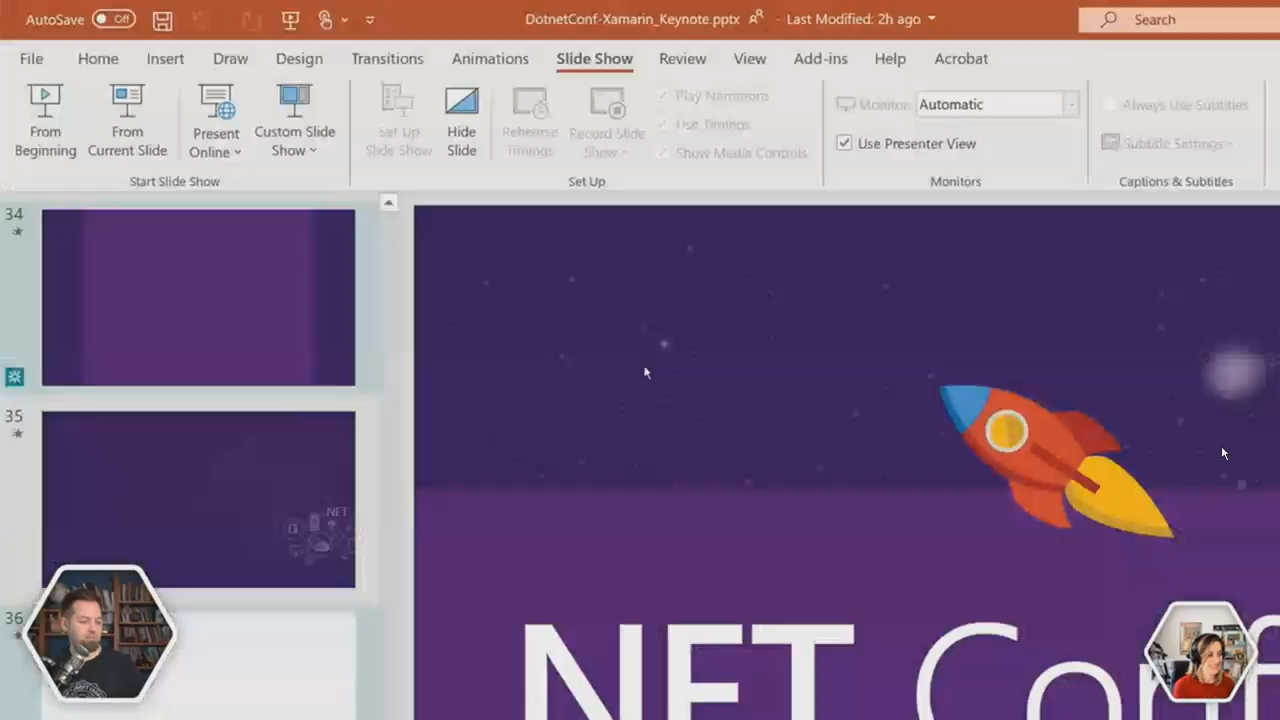 AutoSave Off
DotnetConf-Xamarin_Keynote.pptx - Last Modified: 2h ago
Search
File Home Insert Draw Design Transitions Animations Slide Show Review View Add-ins Help Acrobat
From Beginning
From Current Slide
Present Online
Custom Slide Show
Set Up Slide Show
Hide Slide
Rehearse Timings
Record Slide Show
Play Narrations
Use Timings
Show Media Controls
Monitor: Automatic
Use Presenter View
Always Use Subtitles
Subtitle Settings
Start Slide Show
Set Up
Monitors
Captions & Subtitles
34
35
.NET
36
.NET Conf